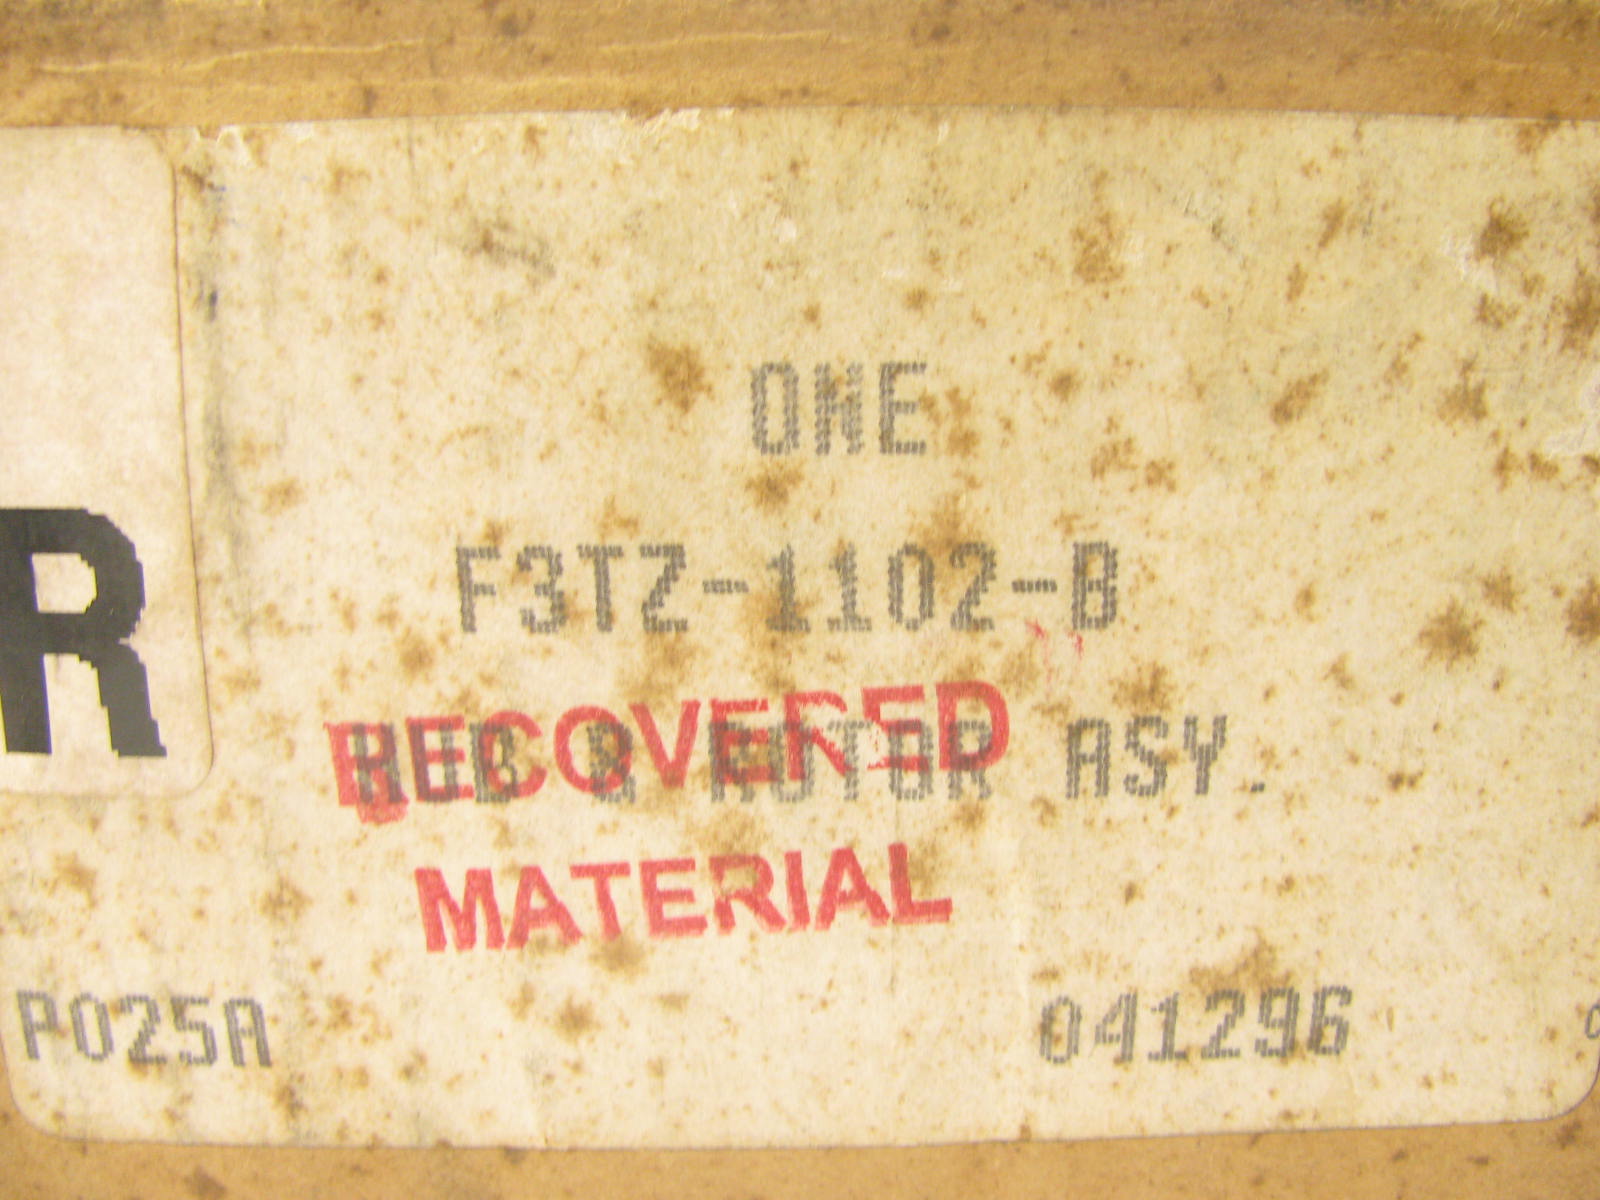 ONE
R
F3TZ-1102-B
HUB & ROTOR ASY.
RECOVERED
MATERIAL
P025A 041296